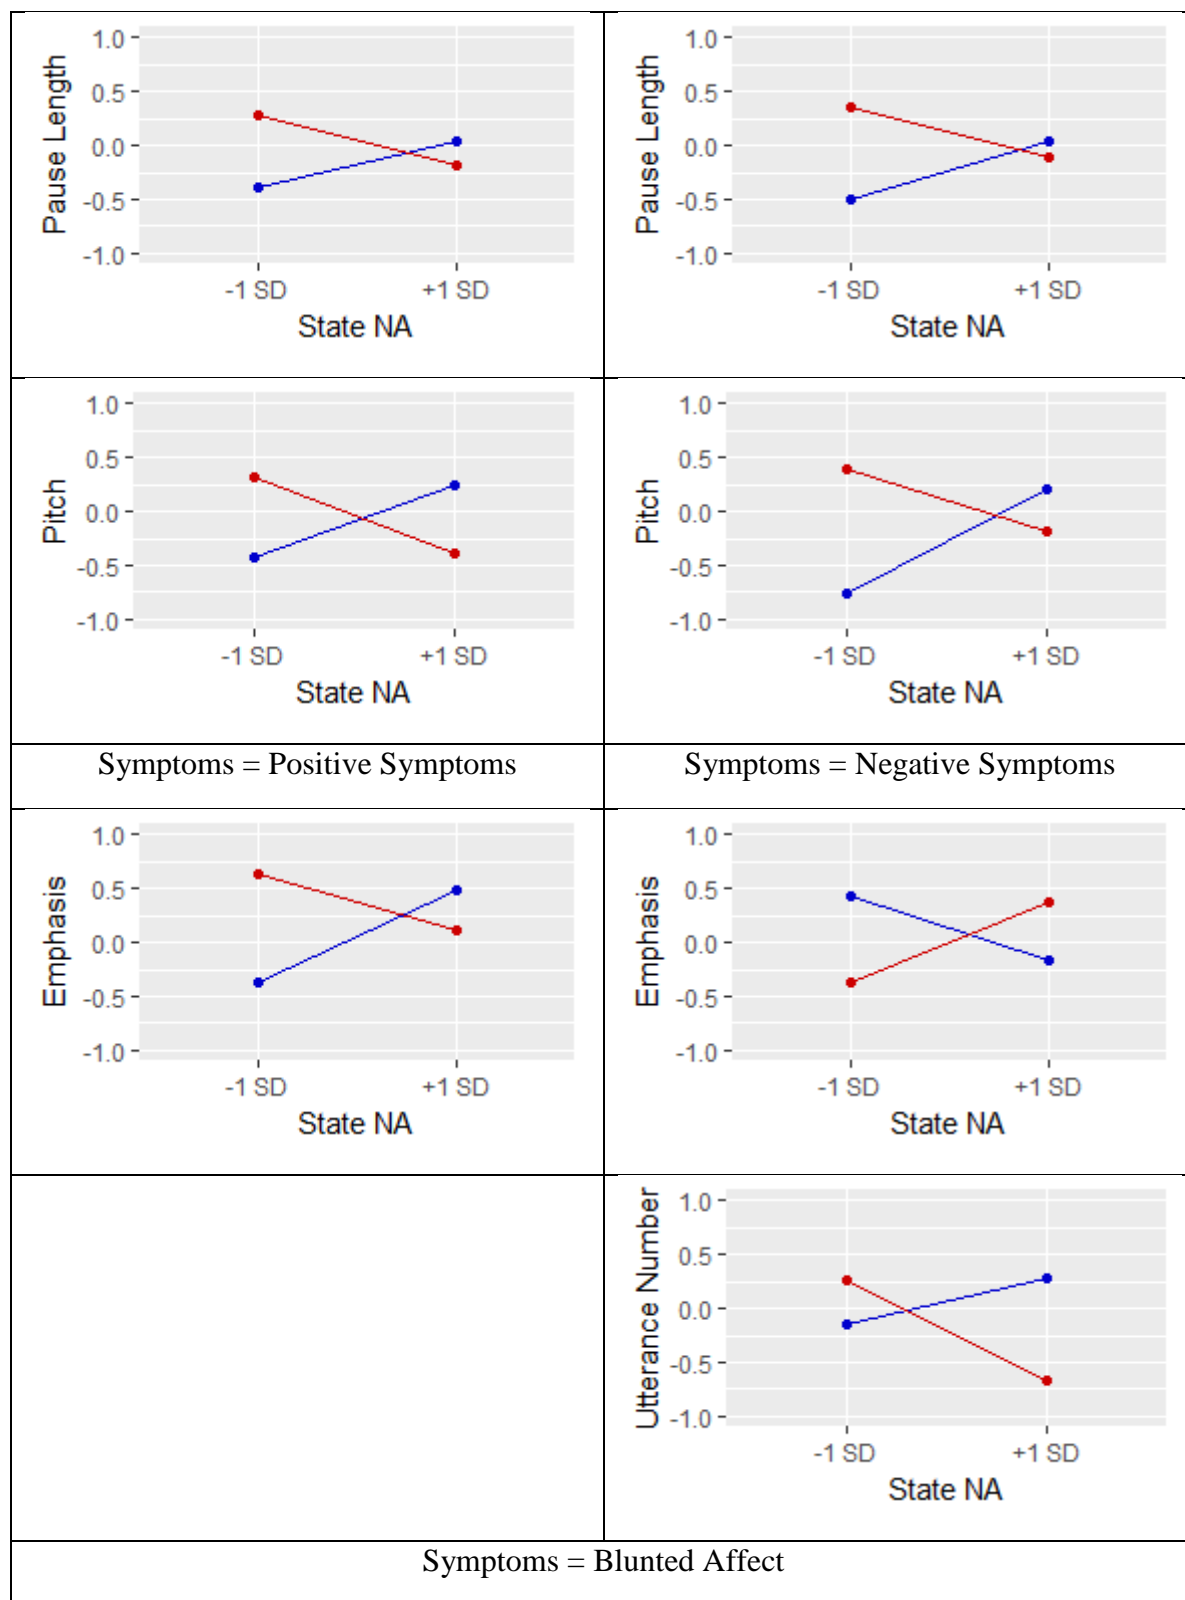 1.0
0.5
0.0
-0.5
-1.0
Pause Length
-1 SD +1 SD
State NA
1.0
0.5
0.0
-0.5
-1.0
Pause Length
-1 SD +1 SD
State NA
1.0
0.5
0.0
-0.5
-1.0
Pitch
-1 SD +1 SD
State NA
1.0
0.5
0.0
-0.5
-1.0
Pitch
-1 SD +1 SD
State NA
Symptoms = Positive Symptoms
Symptoms = Negative Symptoms
1.0
0.5
0.0
-0.5
-1.0
Emphasis
-1 SD +1 SD
State NA
1.0
0.5
0.0
-0.5
-1.0
Emphasis
-1 SD +1 SD
State NA
1.0
0.5
0.0
-0.5
-1.0
Utterance Number
-1 SD +1 SD
State NA
Symptoms = Blunted Affect